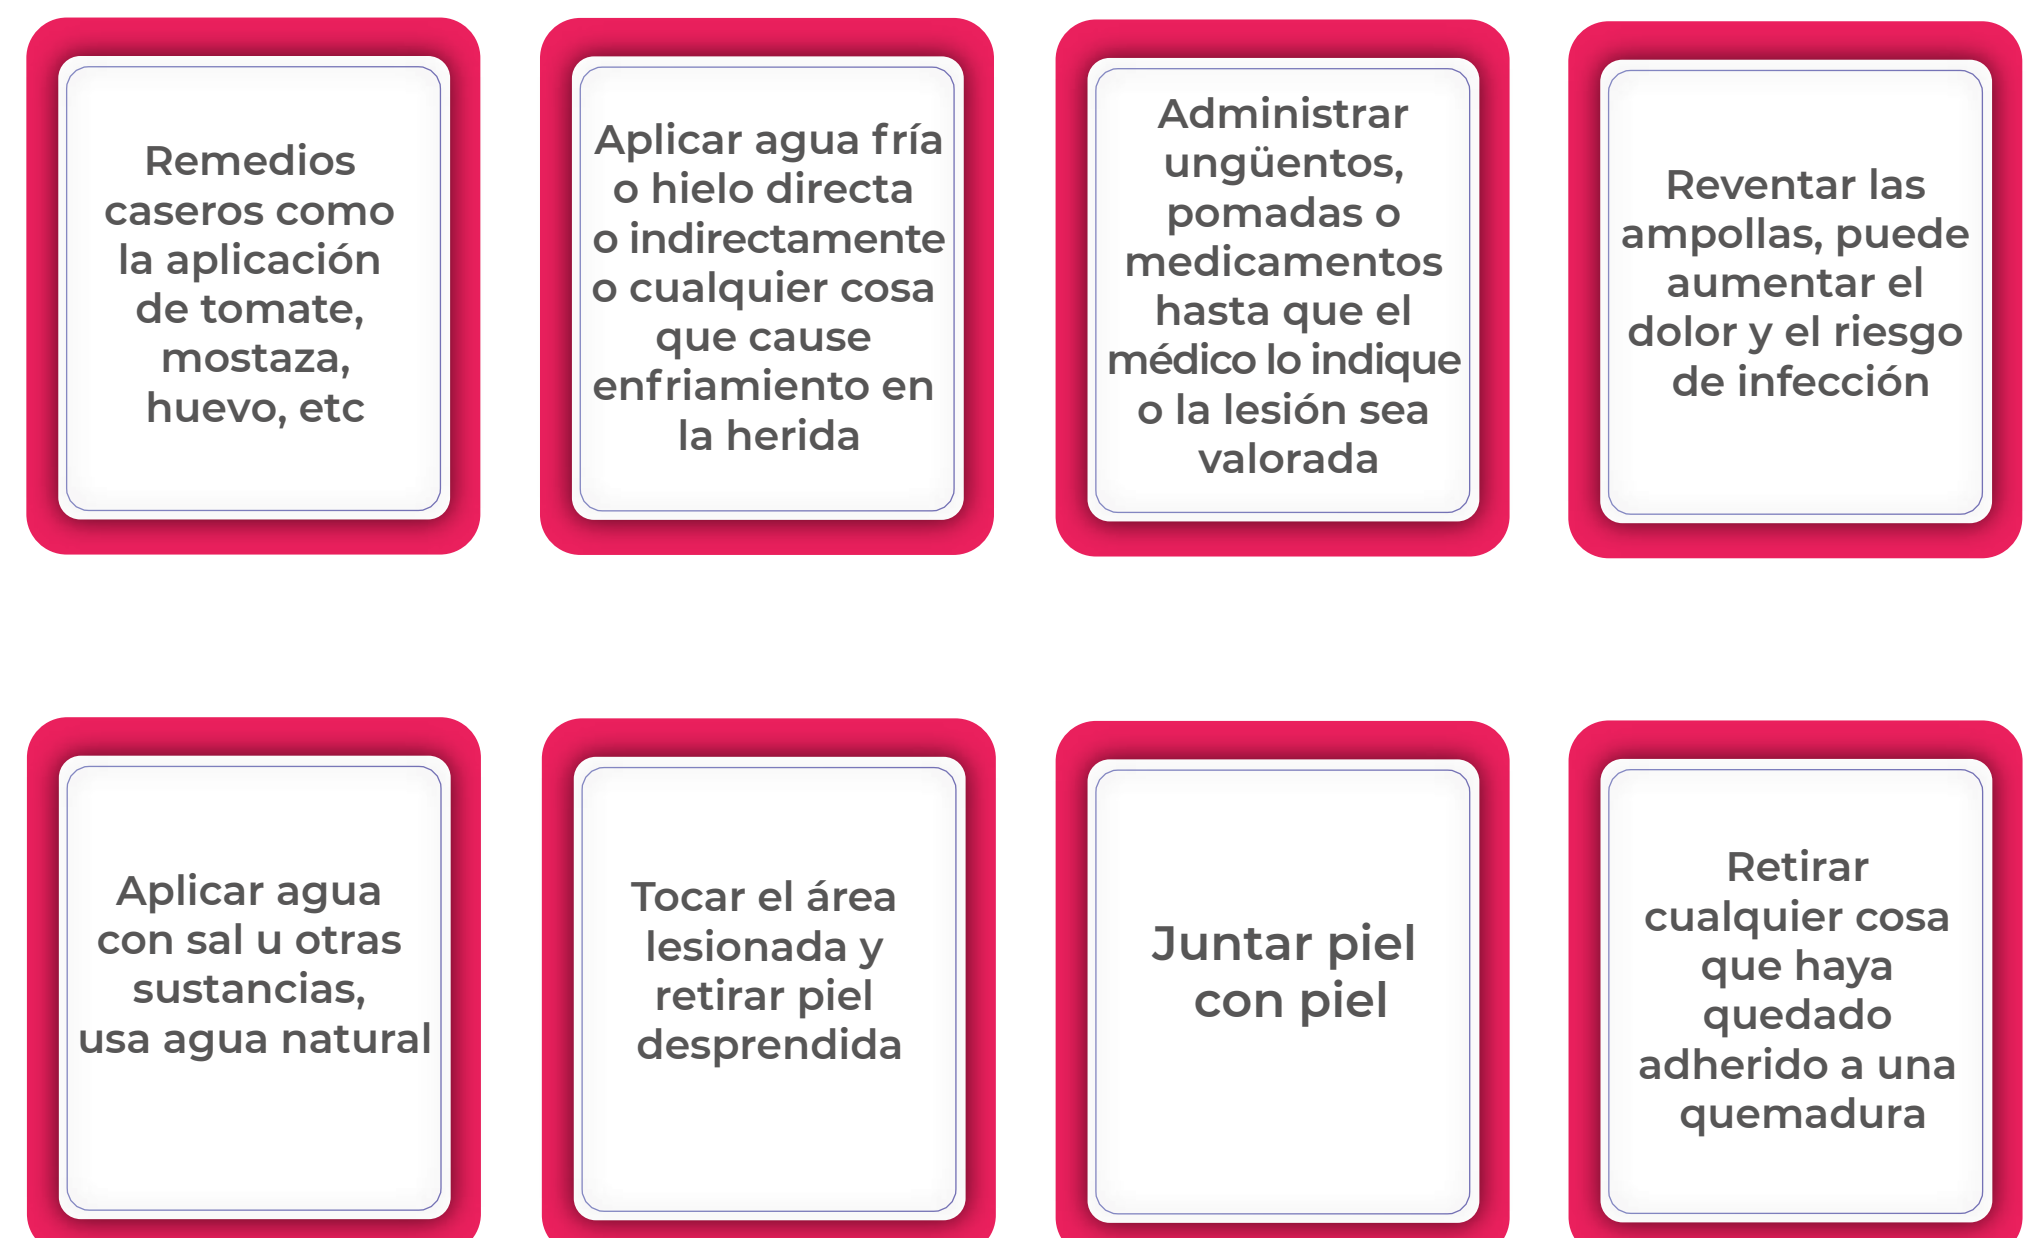 Remedios
caseros como
la aplicación
de tomate,
mostaza,
huevo, etc
Aplicar agua fría
o hielo directa
o indirectamente
o cualquier cosa
que cause
enfriamiento en
la herida
Administrar
ungüentos,
pomadas o
medicamentos
hasta que el
médico lo indique
o la lesión sea
valorada
Reventar las
ampollas, puede
aumentar el
dolor y el riesgo
de infección
Aplicar agua
con sal u otras
sustancias,
usa agua natural
Tocar el área
lesionada y
retirar piel
desprendida
Juntar piel
con piel
Retirar
cualquier cosa
que haya
quedado
adherido a una
quemadura